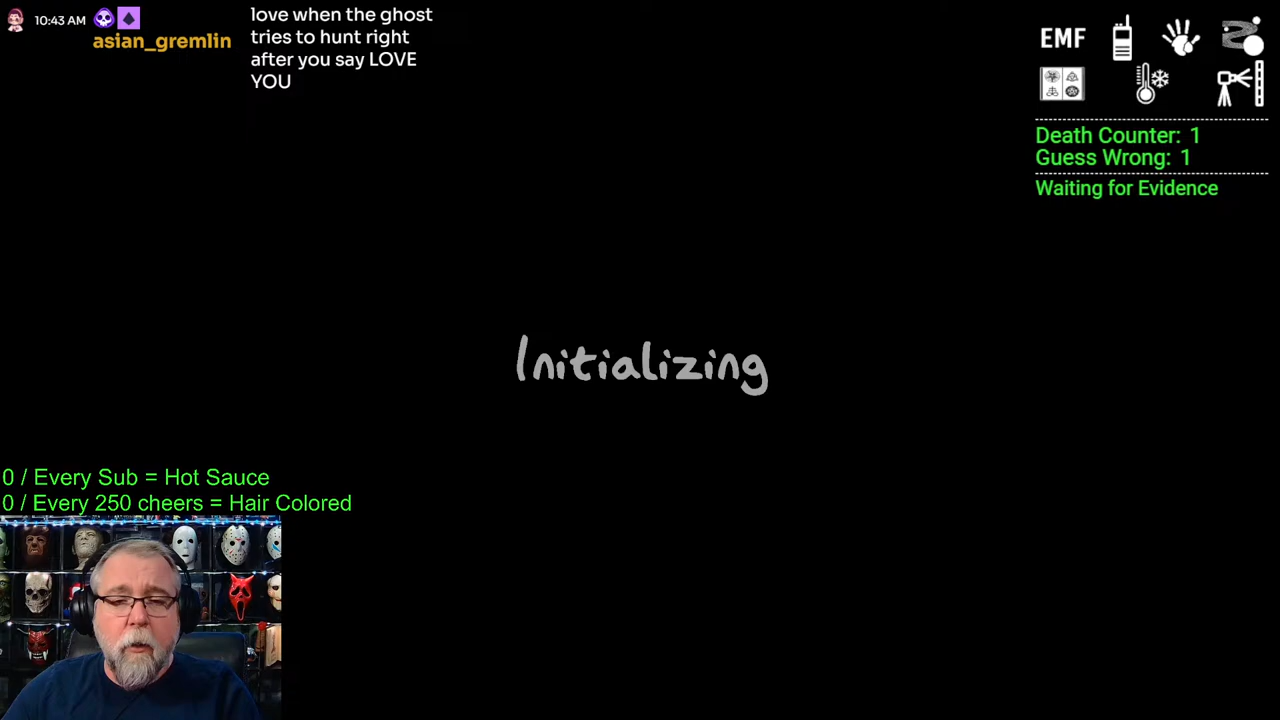 10:43 AM
asian_gremlin
love when the ghost
tries to hunt right
after you say LOVE
YOU
EMF
Death Counter: 1
Guess Wrong: 1
Waiting for Evidence
Initializing
0 / Every Sub = Hot Sauce
0 / Every 250 cheers = Hair Colored